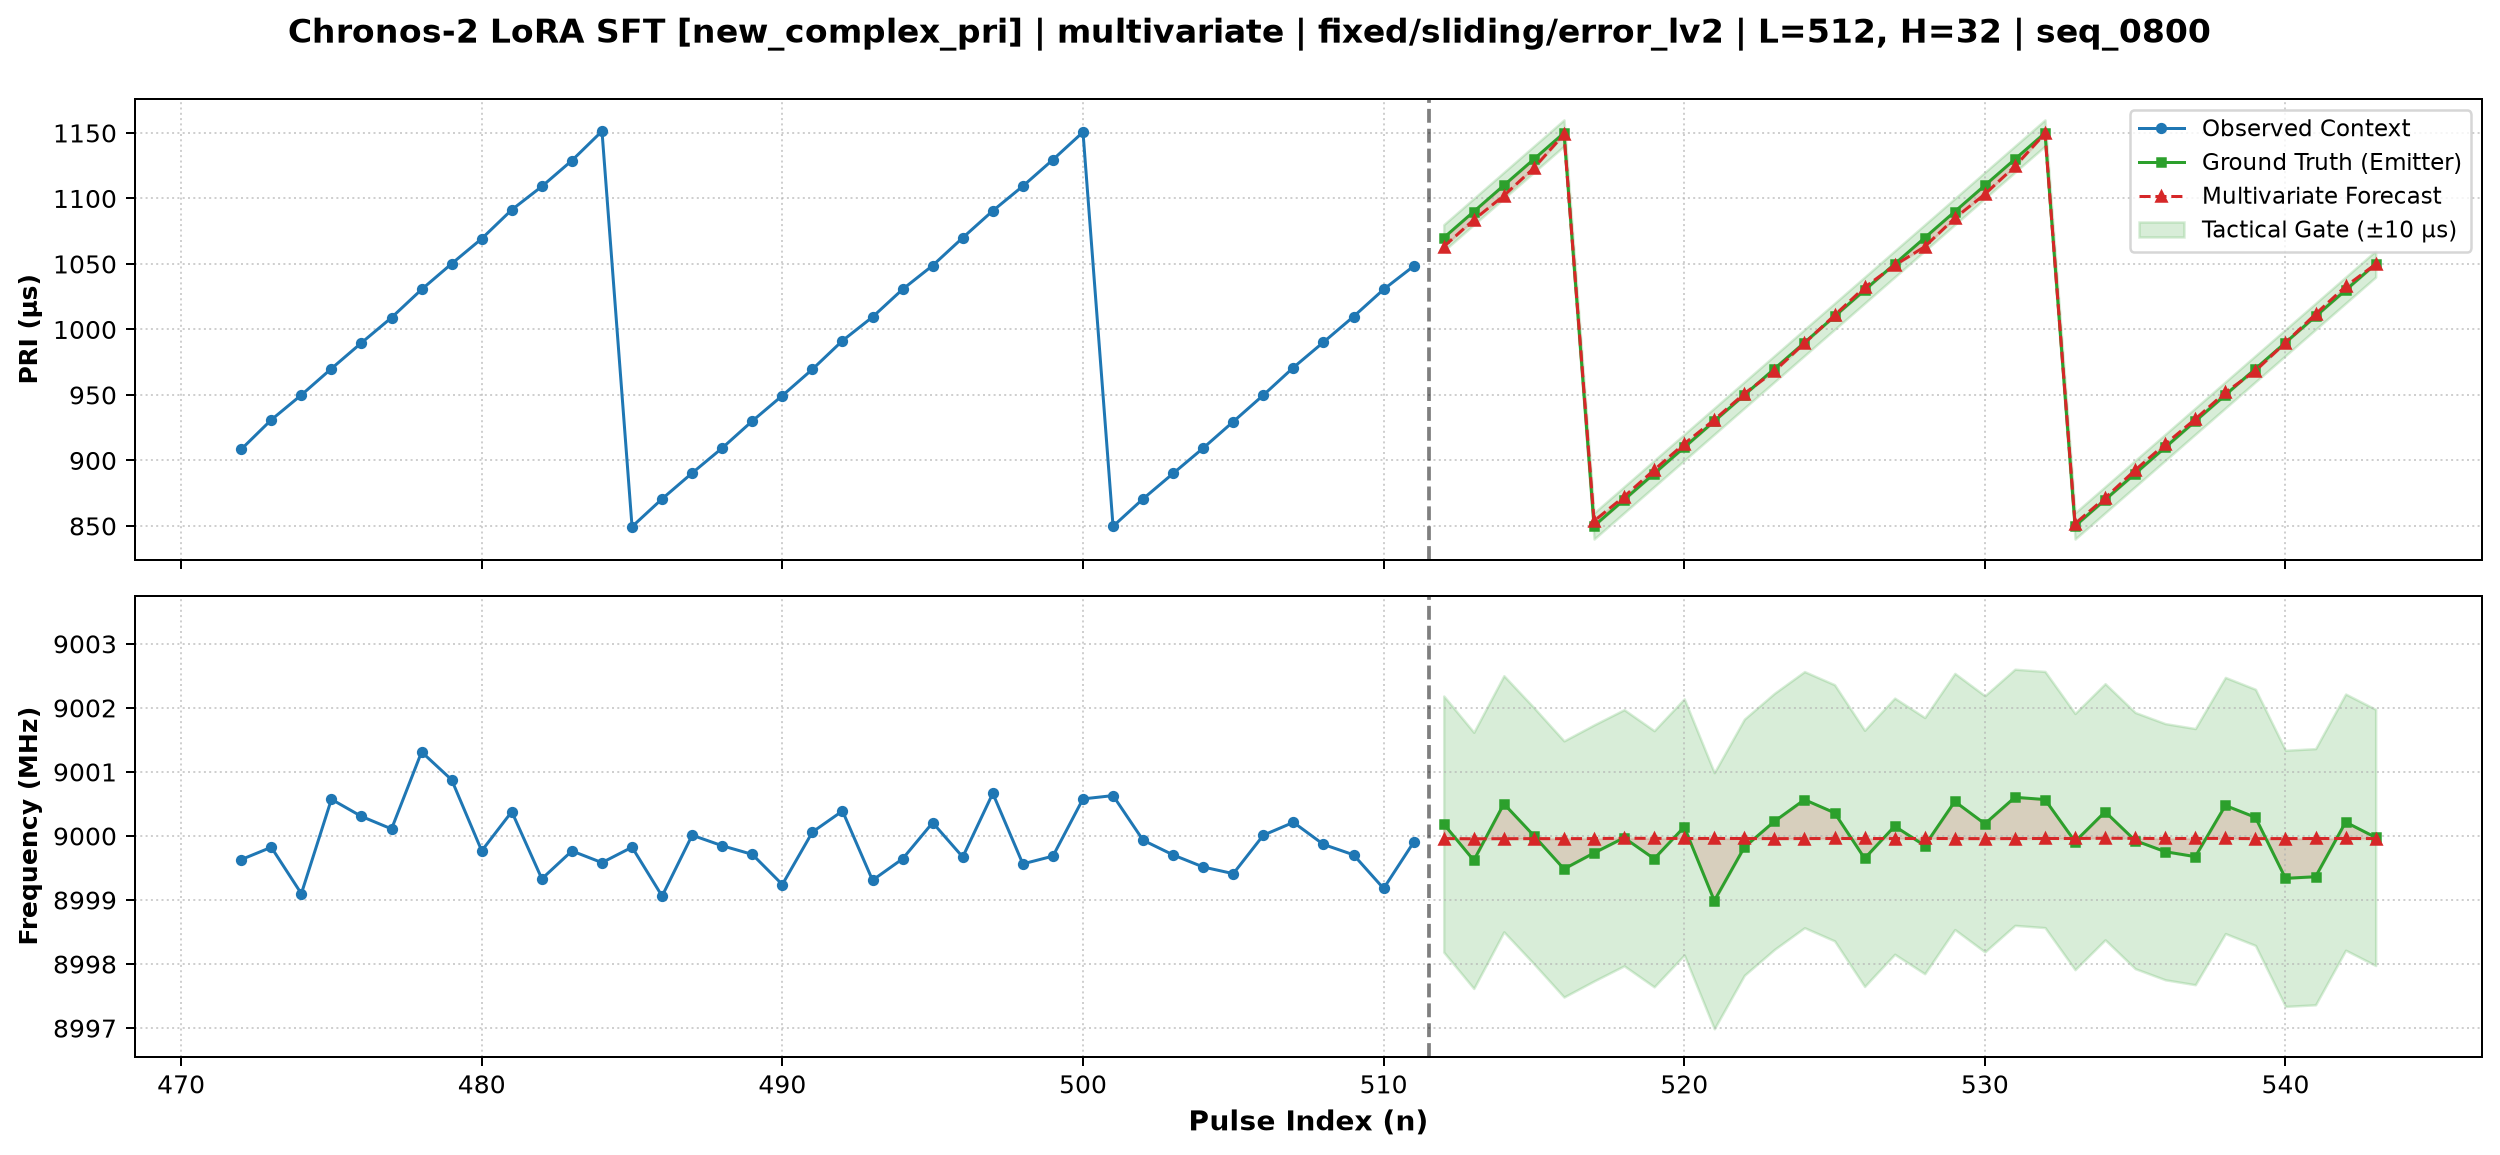 Chronos-2 LoRA SFT [new_complex_pri] | multivariate | fixed/sliding/error_lv2 | L=512, H=32 | seq_0800
PRI (µs)
1150
1100
1050
1000
950
900
850
Observed Context
Ground Truth (Emitter)
Multivariate Forecast
Tactical Gate (±10 µs)
Frequency (MHz)
9003
9002
9001
9000
8999
8998
8997
470 480 490 500 510 520 530 540
Pulse Index (n)